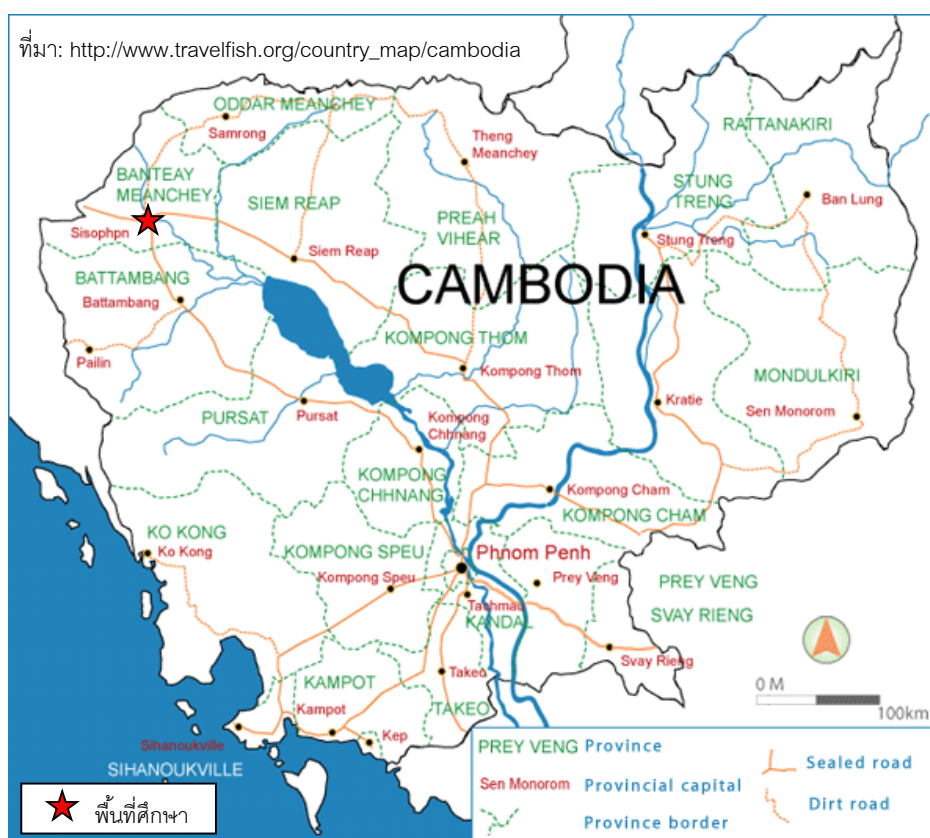 ที่มา: http://www.travelfish.org/country_map/cambodia
ODDAR MEANCHEY
Samrong
Theng
Meanchey
RATTANAKIRI
BANTEAY
MEANCHEY
SIEM REAP
PREAH
VIHEAR
STUNG
TRENG
Ban Lung
Sisophpn
Siem Reap
Stung Treng
CAMBODIA
BATTAMBANG
Battambang
KOMPONG THOM
Pailin
Kompong Thom
MONDULKIRI
PURSAT
Pursat
Kompong
Chhnang
Kratie
Sen Monorom
KOMPONG
CHHNANG
Kompong Cham
KOMPONG CHAM
KO KONG
Ko Kong
KOMPONG SPEU
Phnom Penh
Kompong Speu
Prey Veng
PREY VENG
Tachmau
KANDAL
SVAY RIENG
Svay Rieng
KAMPOT
Takeo
TAKEO
Kampot
Kep
Sihanoukville
SIHANOUKVILLE
0 M
100km
พื้นที่ศึกษา
PREY VENG Province
Sen Monorom Provincial capital
Province border
Sealed road
Dirt road